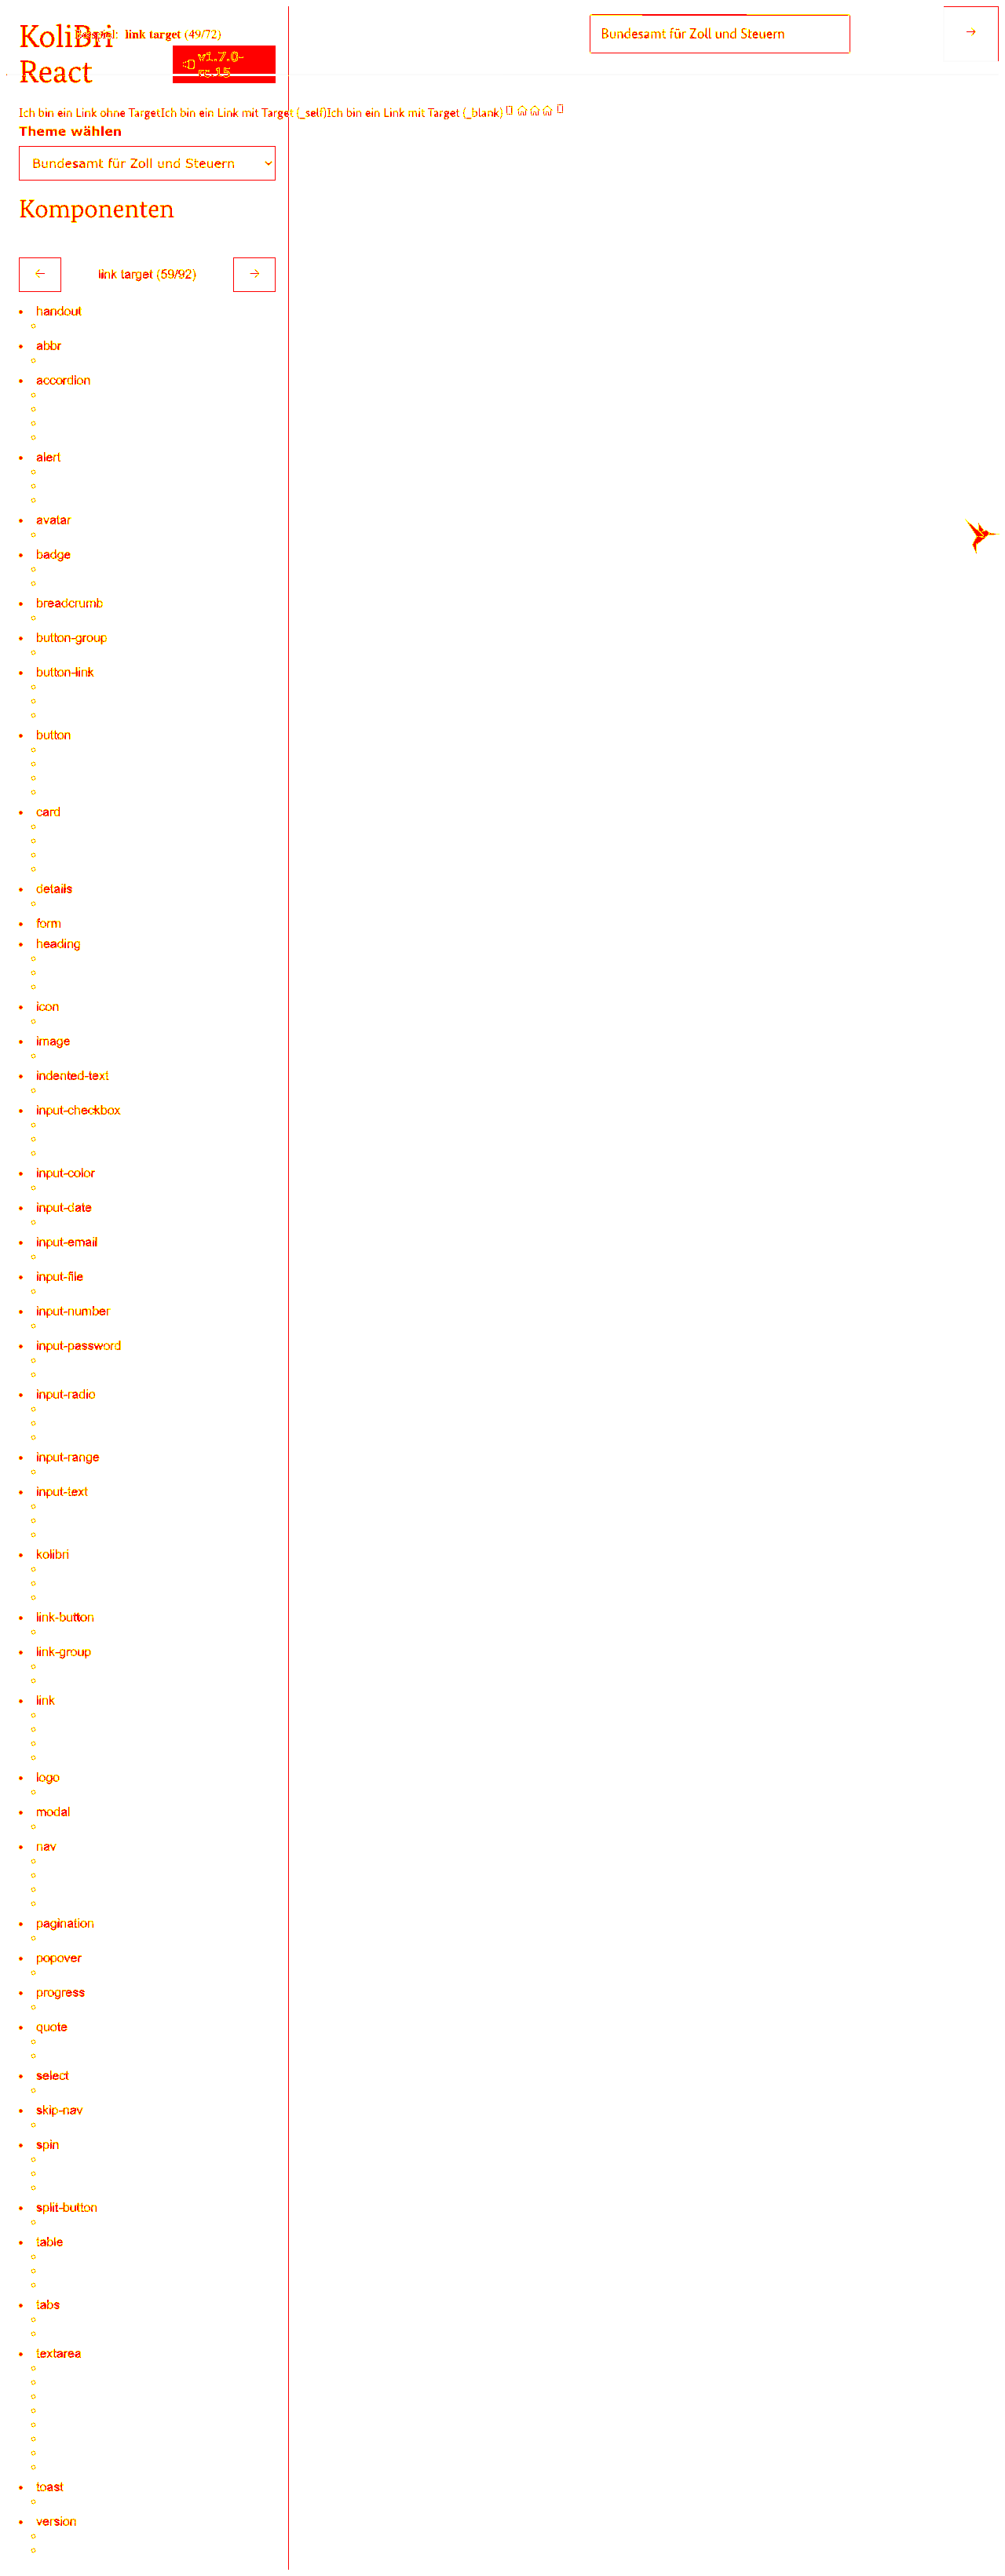 KoliBri
React
Beispiel: link target (49/72)
v1.7.0-
rc.15
Bundesamt für Zoll und Steuern
→
Ich bin ein Link ohne TargetIch bin ein Link mit Target (_self)Ich bin ein Link mit Target (_blank)
Theme wählen
Bundesamt für Zoll und Steuern
Komponenten
← link target (59/92) →
handout
abbr
accordion
alert
avatar
badge
breadcrumb
button-group
button-link
button
card
details
form
heading
icon
image
indented-text
input-checkbox
input-color
input-date
input-email
input-file
input-number
input-password
input-radio
input-range
input-text
kolibri
link-button
link-group
link
logo
modal
nav
pagination
popover
progress
quote
select
skip-nav
spin
split-button
table
tabs
textarea
toast
version